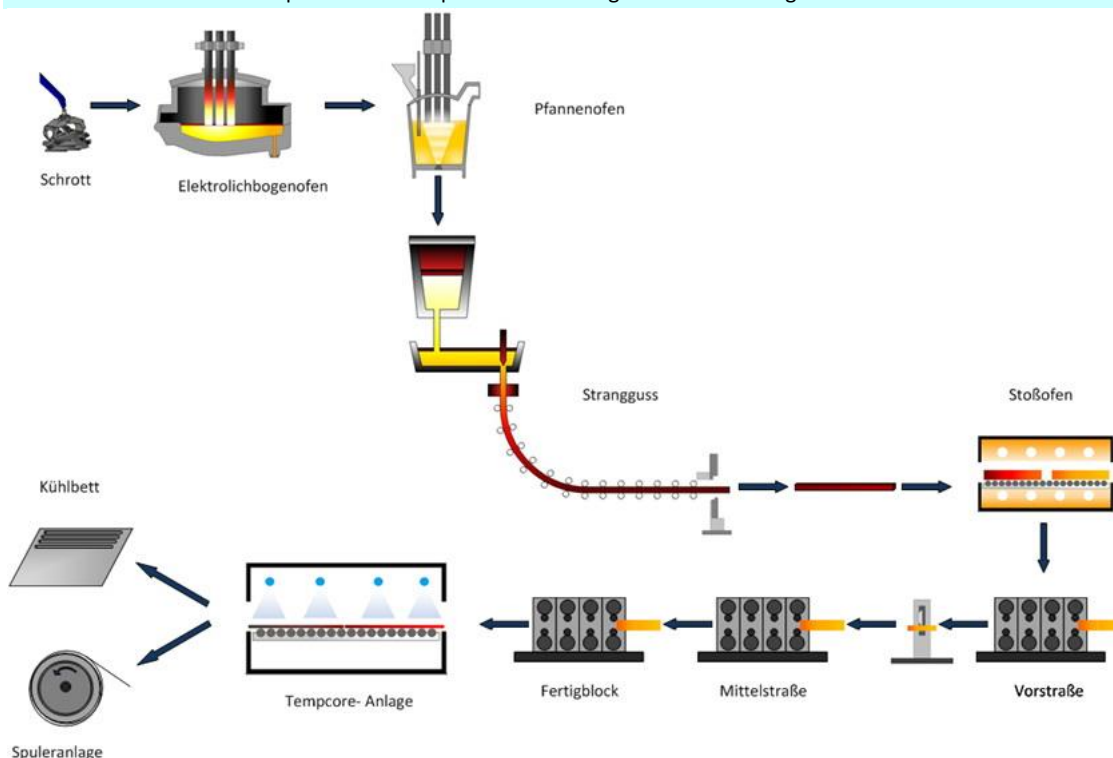 Schrott
Elektrolichbogenofen
Pfannenofen
Strangguss
Stoßofen
Kühlbett
Tempcore- Anlage
Fertigblock
Mittelstraße
Vorstraße
Spuleranlage